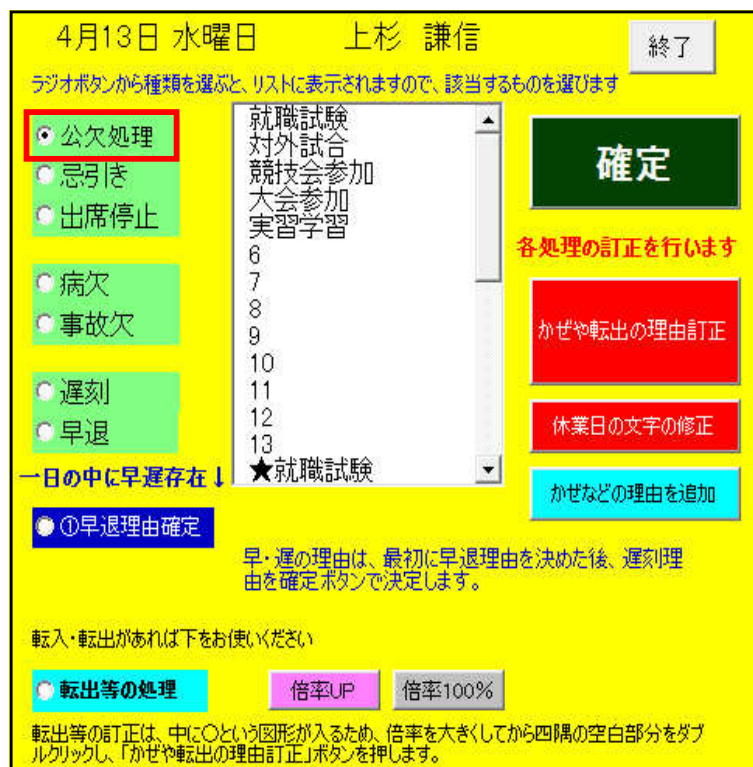 4月13日 水曜日 上杉 謙信
終了
ラジオボタンから種類を選ぶと、リストに表示されますので、該当するものを選びます
公欠処理
忌引き
出席停止
病欠
事故欠
遅刻
早退
就職試験
対外試合
競技会参加
大会参加
実習学習
6
7
8
9
10
11
12
13
★就職試験
確定
各処理の訂正を行います
かぜや転出の理由訂正
休業日の文字の修正
かぜなどの理由を追加
一日の中に早遅存在↓
①早退理由確定
早・遅の理由は、最初に早退理由を決めた後、遅刻理
由を確定ボタンで決定します。
転入・転出があれば下をお使いください
転出等の処理
倍率UP
倍率100%
転出等の訂正は、中に〇という図形が入るため、倍率を大きくしてから四隅の空白部分をダブ
ルクリックし、「かぜや転出の理由訂正」ボタンを押します。